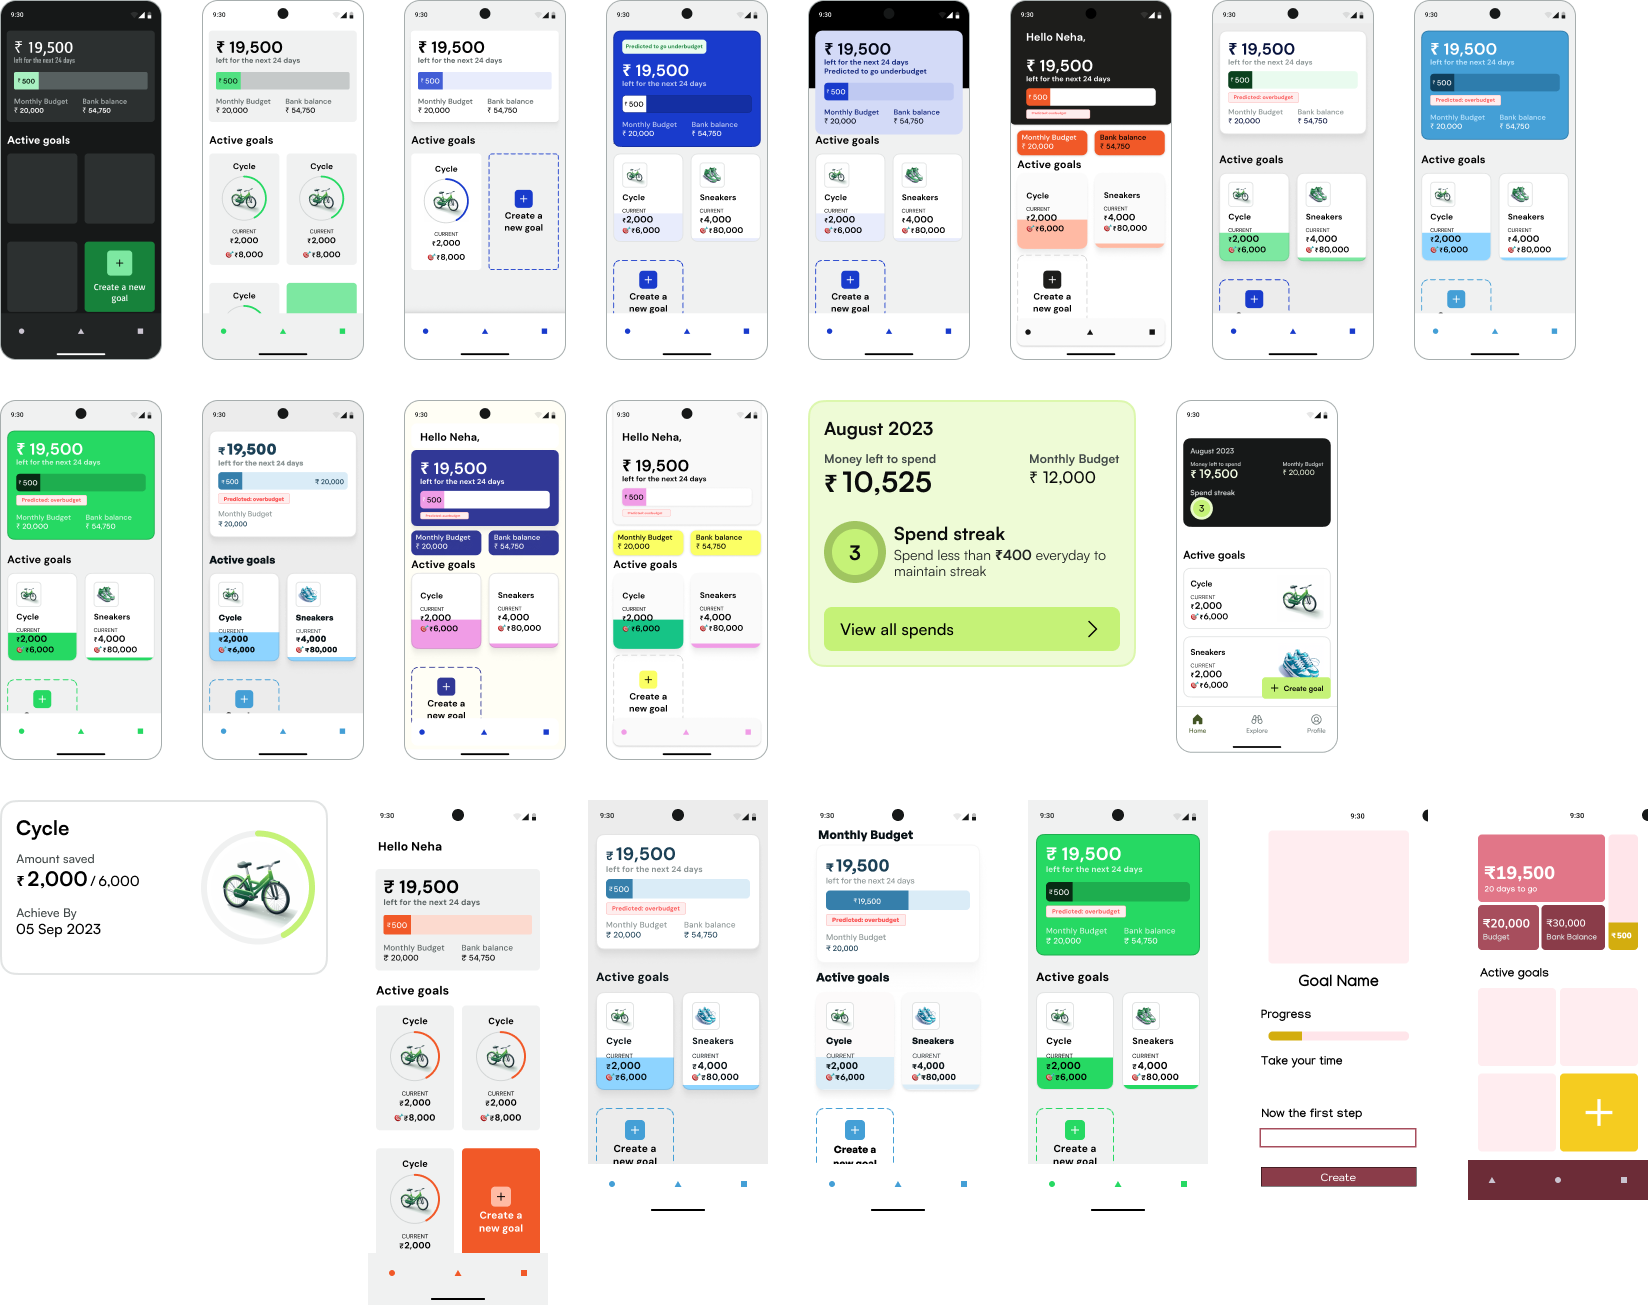 9:30
₹ 19,500
left for the next 24 days
₹ 500
Monthly Budget
₹ 20,000
Bank balance
₹ 54,750
Active goals
Create a new
goal
9:30
₹ 19,500
left for the next 24 days
₹ 500
Monthly Budget
₹ 20,000
Bank balance
₹ 54,750
Active goals
Cycle
CURRENT
₹2,000
₹8,000
Cycle
CURRENT
₹2,000
₹8,000
Cycle
9:30
₹ 19,500
left for the next 24 days
₹ 500
Monthly Budget
₹ 20,000
Bank balance
₹ 54,750
Active goals
Cycle
CURRENT
₹2,000
₹8,000
Create a
new goal
9:30
Predicted to go underbudget
₹ 19,500
left for the next 24 days
₹ 500
Monthly Budget
₹ 20,000
Bank balance
₹ 54,750
Cycle
CURRENT
₹2,000
₹6,000
Sneakers
CURRENT
₹4,000
₹80,000
Create a
new goal
9:30
₹ 19,500
left for the next 24 days
Predicted to go underbudget
₹ 500
Monthly Budget
₹ 20,000
Bank balance
₹ 54,750
Active goals
Cycle
CURRENT
₹2,000
₹6,000
Sneakers
CURRENT
₹4,000
₹80,000
Create a
new goal
9:30
Hello Neha,
₹ 19,500
left for the next 24 days
₹ 500
Monthly Budget
₹ 20,000
Bank balance
₹ 54,750
Active goals
Cycle
CURRENT
₹2,000
₹6,000
Sneakers
CURRENT
₹4,000
₹80,000
Create a
new goal
9:30
₹ 19,500
left for the next 24 days
₹ 500
Predicted: overbudget
Monthly Budget
₹ 20,000
Bank balance
₹ 54,750
Active goals
Cycle
CURRENT
₹2,000
₹6,000
Sneakers
CURRENT
₹4,000
₹80,000
9:30
₹ 19,500
left for the next 24 days
₹ 500
Predicted: overbudget
Monthly Budget
₹ 20,000
Bank balance
₹ 54,750
Active goals
Cycle
CURRENT
₹2,000
₹6,000
Sneakers
CURRENT
₹4,000
₹80,000
9:30
₹ 19,500
left for the next 24 days
₹ 500
Predicted: overbudget
Monthly Budget
₹ 20,000
Bank balance
₹ 54,750
Active goals
Cycle
CURRENT
₹2,000
₹6,000
Sneakers
CURRENT
₹4,000
₹80,000
9:30
₹19,500
left for the next 24 days
₹500
₹ 20,000
Predicted: overbudget
Monthly Budget
₹ 20,000
Active goals
Cycle
CURRENT
₹2,000
₹6,000
Sneakers
CURRENT
₹4,000
₹80,000
9:30
Hello Neha,
₹ 19,500
left for the next 24 days
₹ 500
Predicted: overbudget
Monthly Budget
₹ 20,000
Bank balance
₹ 54,750
Active goals
Cycle
CURRENT
₹2,000
₹6,000
Sneakers
CURRENT
₹4,000
₹80,000
Create a
new goal
9:30
Hello Neha,
₹ 19,500
left for the next 24 days
₹ 500
Predicted: overbudget
Monthly Budget
₹ 20,000
Bank balance
₹ 54,750
Active goals
Cycle
CURRENT
₹2,000
₹6,000
Sneakers
CURRENT
₹4,000
₹80,000
Create a
new goal
August 2023
Money left to spend
₹ 10,525
Monthly Budget
₹ 12,000
3
Spend streak
Spend less than ₹400 everyday to
maintain streak
View all spends
9:30
August 2023
Money left to spend
₹ 19,500
Monthly Budget
₹ 20,000
Spend streak
3
Active goals
Cycle
CURRENT
₹2,000
₹6,000
Sneakers
CURRENT
₹2,000
₹6,000
Create goal
Home
Explore
Profile
Cycle
Amount saved
₹ 2,000 / 6,000
Achieve By
05 Sep 2023
9:30
Hello Neha
₹ 19,500
left for the next 24 days
₹500
Monthly Budget
₹ 20,000
Bank balance
₹ 54,750
Active goals
Cycle
CURRENT
₹2,000
₹8,000
Cycle
CURRENT
₹2,000
₹8,000
Cycle
CURRENT
₹2,000
Create a
new goal
9:30
₹ 19,500
left for the next 24 days
₹500
Predicted: overbudget
Monthly Budget
₹ 20,000
Bank balance
₹ 54,750
Active goals
Cycle
CURRENT
₹2,000
₹6,000
Sneakers
CURRENT
₹4,000
₹80,000
Create a
new goal
9:30
Monthly Budget
₹19,500
left for the next 24 days
₹19,500
Predicted: overbudget
Monthly Budget
₹ 20,000
Active goals
Cycle
CURRENT
₹2,000
₹6,000
Sneakers
CURRENT
₹4,000
₹80,000
Create a
new goal
9:30
₹ 19,500
left for the next 24 days
₹500
Predicted: overbudget
Monthly Budget
₹ 20,000
Bank balance
₹ 54,750
Active goals
Cycle
CURRENT
₹2,000
₹6,000
Sneakers
CURRENT
₹4,000
₹80,000
Create a
new goal
9:30
Goal Name
Progress
Take your time
Now the first step
Create
9:30
₹19,500
20 days to go
₹20,000
Budget
₹30,000
Bank Balance
₹500
Active goals